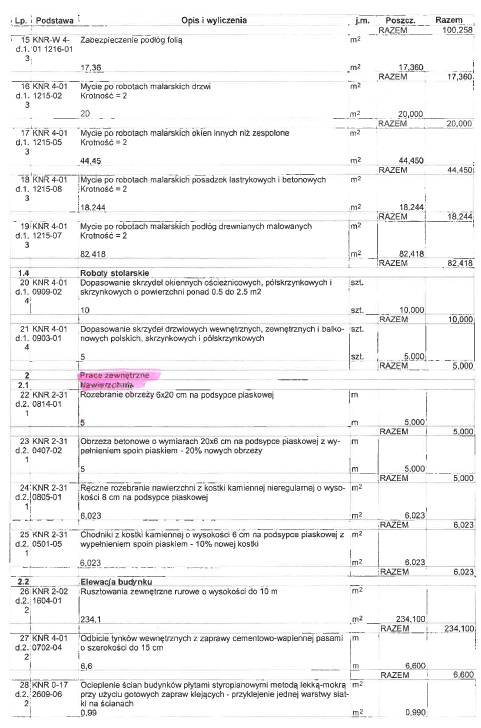 Lp. Podstawa Opis i wyliczenia j.m. Poszcz. Razem
RAZEM 100,258
15 KNR-W 4- Zabezpieczenie podłóg folią m2
d.1. 01 1216-01
3
17,36 m2 17,360
RAZEM 17,360
16 KNR 4-01 Mycie po robotach malarskich drzwi m2
d.1. 1215-02 Krotność = 2
3
20 m2 20,000
RAZEM 20,000
17 KNR 4-01 Mycie po robotach malarskich okien innych niż zespolone m2
d.1. 1215-05 Krotność = 2
3
44,45 m2 44,450
RAZEM 44,450
18 KNR 4-01 Mycie po robotach malarskich posadzek lastrykowych i betonowych m2
d.1. 1215-08 Krotność = 2
3
18,244 m2 18,244
RAZEM 18,244
19 KNR 4-01 Mycie po robotach malarskich podłóg drewnianych malowanych m2
d.1. 1215-07 Krotność = 2
3
82,418 m2 82,418
RAZEM 82,418
1.4 Roboty stolarskie
20 KNR 4-01 Dopasowanie skrzydeł okiennych ościeżnicowych, półskrzynkowych i szt.
d.1. 0909-02 skrzynkowych o powierzchni ponad 0.5 do 2.5 m2
4
10 szt. 10,000
RAZEM 10,000
21 KNR 4-01 Dopasowanie skrzydeł drzwiowych wewnętrznych, zewnętrznych i balko- szt.
d.1. 0903-01 nowych polskich, skrzynkowych i półskrzynkowych
4
5 szt. 5,000
RAZEM 5,000
2 Prace zewnętrzne
2.1 Nawierzchnia
22 KNR 2-31 Rozebranie obrzeży 6x20 cm na podsypce piaskowej m
d.2. 0814-01
1
5 m 5,000
RAZEM 5,000
23 KNR 2-31 Obrzeża betonowe o wymiarach 20x6 cm na podsypce piaskowej z wy- m
d.2. 0407-02 pełnieniem spoin piaskiem - 20% nowych obrzeży
1
5 m 5,000
RAZEM 5,000
24 KNR 2-31 Ręczne rozebranie nawierzchni z kostki kamiennej nieregularnej o wyso- m2
d.2. 0805-01 kości 8 cm na podsypce piaskowej
1
6,023 m2 6,023
RAZEM 6,023
25 KNR 2-31 Chodniki z kostki kamiennej o wysokości 6 cm na podsypce piaskowej z m2
d.2. 0501-05 wypełnieniem spoin piaskiem - 10% nowej kostki
1
6,023 m2 6,023
RAZEM 6,023
2.2 Elewacja budynku
26 KNR 2-02 Rusztowania zewnętrzne rurowe o wysokości do 10 m m2
d.2. 1604-01
2
234,1 m2 234,100
RAZEM 234,100
27 KNR 4-01 Odbicie tynków wewnętrznych z zaprawy cementowo-wapiennej pasami m
d.2. 0702-04 o szerokości do 15 cm
2
6,6 m 6,600
RAZEM 6,600
28 KNR 0-17 Ocieplenie ścian budynków płytami styropianowymi metodą lekką-mokrą m2
d.2. 2609-06 przy użyciu gotowych zapraw klejących - przyklejenie jednej warstwy siat-
2 ki na ścianach
0,99 m2 0,990